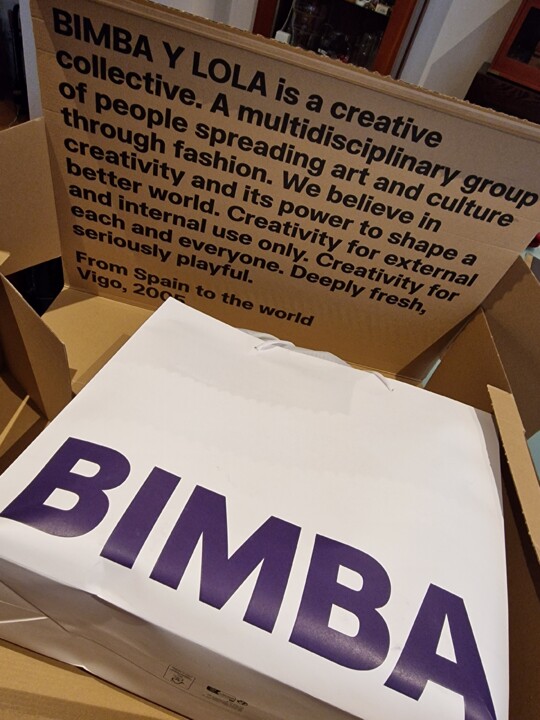 BIMBA Y LOLA is a creative
collective. A multidisciplinary group
of people spreading art and culture
through fashion. We believe in
creativity and its power to shape a
better world. Creativity for external
and internal use only. Creativity for
each and everyone. Deeply fresh,
seriously playful.
From Spain to the world
Vigo, 2005
BIMBA